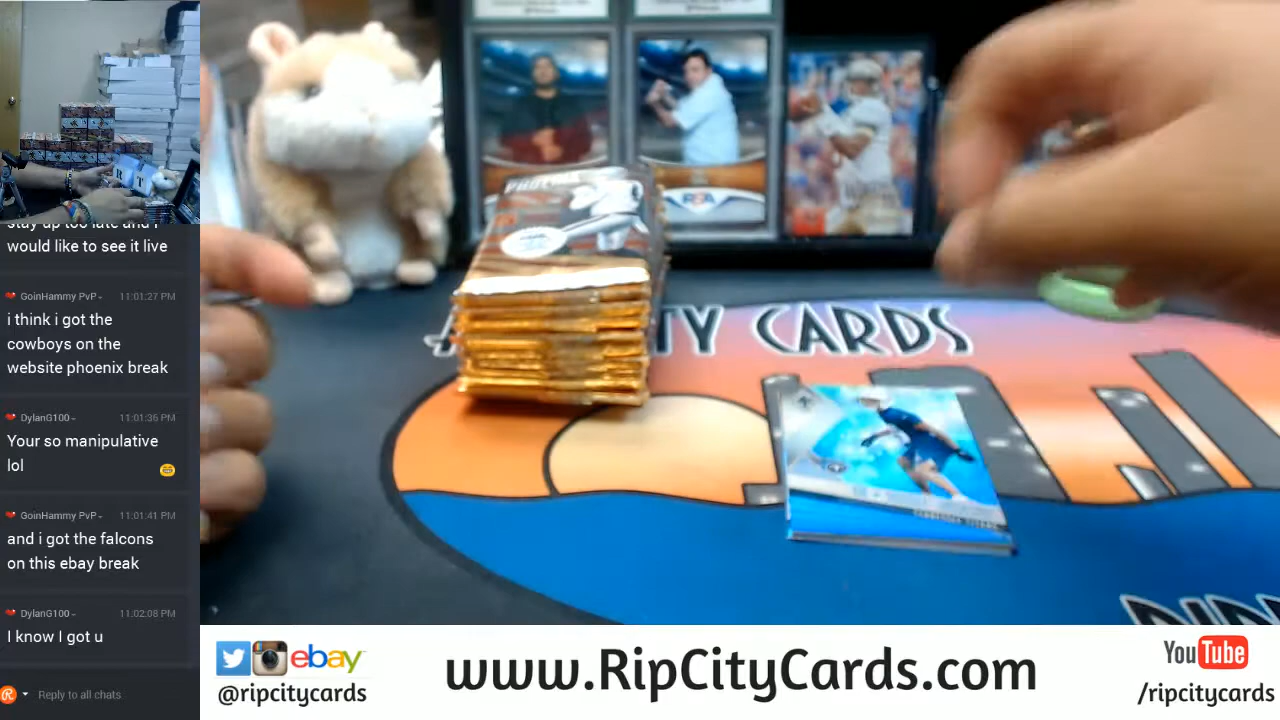 stay up too late and i
would like to see it live
GoinHammy PvP 11:01:27 PM
i think i got the
cowboys on the
website phoenix break
DylanG100 11:01:36 PM
Your so manipulative
lol
GoinHammy PvP 11:01:41 PM
and i got the falcons
on this ebay break
DylanG100 11:02:08 PM
I know I got u
Reply to all chats
TY CARDS
ebay
@ripcitycards
www.RipCityCards.com
YouTube
/ripcitycards